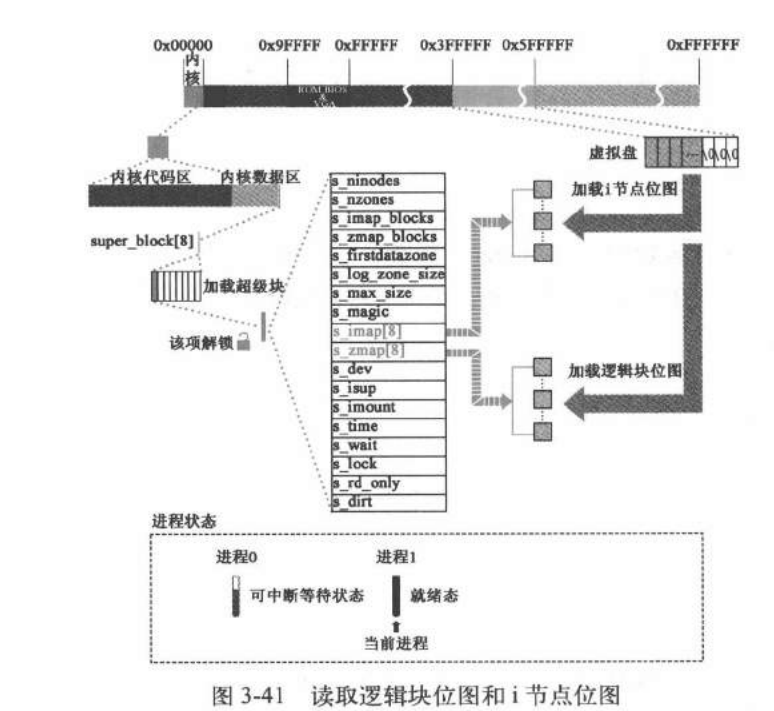 0x00000 0x9FFFF 0xFFFFF 0x3FFFFF 0x5FFFFF 0xFFFFFF
内
核
ROM BIOS
&
VGA
虚拟盘
... \0 \0 \0
内核代码区 内核数据区
加载i节点位图
super_block[8]
加载超级块
该项解锁
s_ninodes
s_nzones
s_imap_blocks
s_zmap_blocks
s_firstdatazone
s_log_zone_size
s_max_size
s_magic
s_imap[8]
s_zmap[8]
s_dev
s_isup
s_imount
s_time
s_wait
s_lock
s_rd_only
s_dirt
加载逻辑块位图
进程状态
进程0 进程1
可中断等待状态 就绪态
当前进程
图 3-41 读取逻辑块位图和 i 节点位图